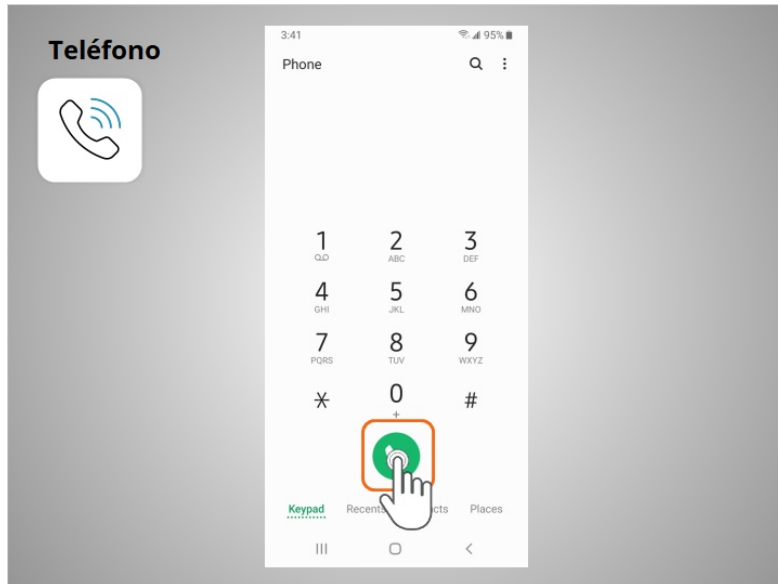 Teléfono
3:41 95%
Phone
1 2 3
ABC DEF
4 5 6
GHI JKL MNO
7 8 9
PQRS TUV WXYZ
* 0 #
+
Keypad Recents Places